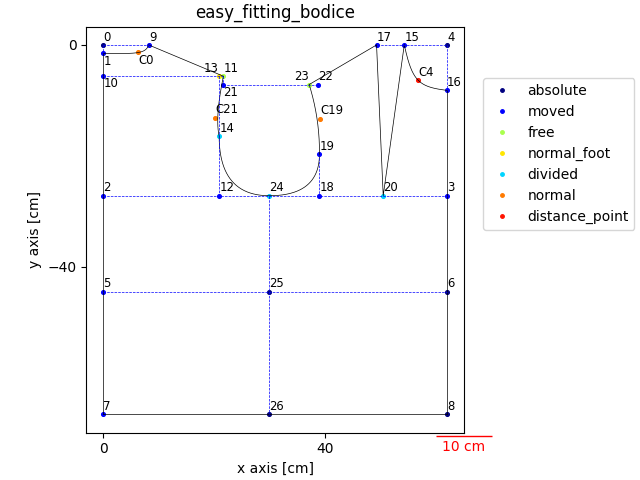 easy_fitting_bodice
0 9 17 15 4
0
1 C0
13 11 23 22 C4
10 21 16
C21 C19
14
19
2 12 24 18 20 3
−40
5 25 6
7 26 8
0 40
10 cm
x axis [cm]
y axis [cm]
absolute
moved
free
normal_foot
divided
normal
distance_point